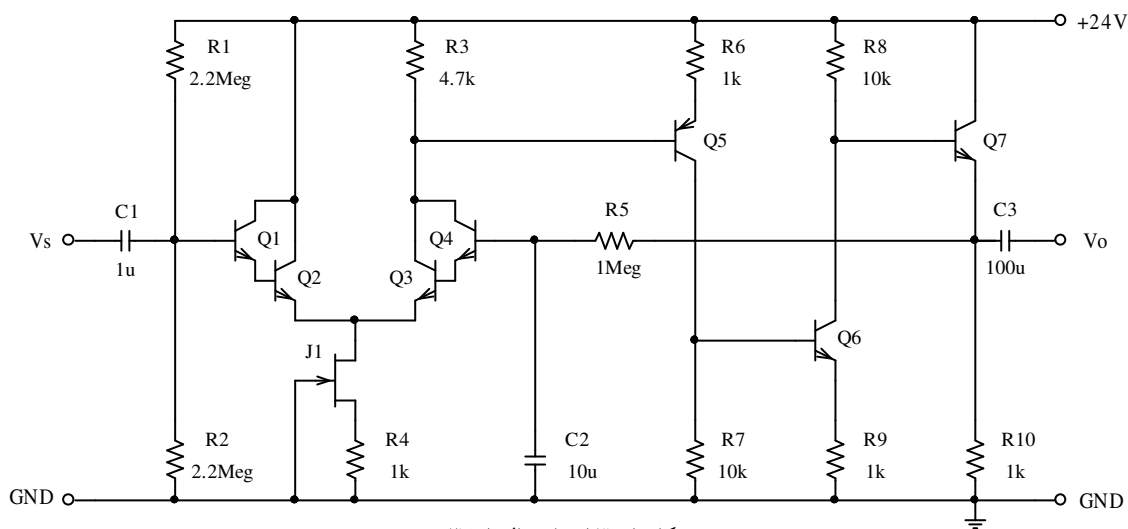 +24V
R1
2.2Meg
R3
4.7k
R6
1k
R8
10k
Q5
Q7
Vs
C1
1u
Q1
Q2
Q4
Q3
R5
1Meg
C3
100u
Vo
J1
Q6
R2
2.2Meg
R4
1k
C2
10u
R7
10k
R9
1k
R10
1k
GND
GND